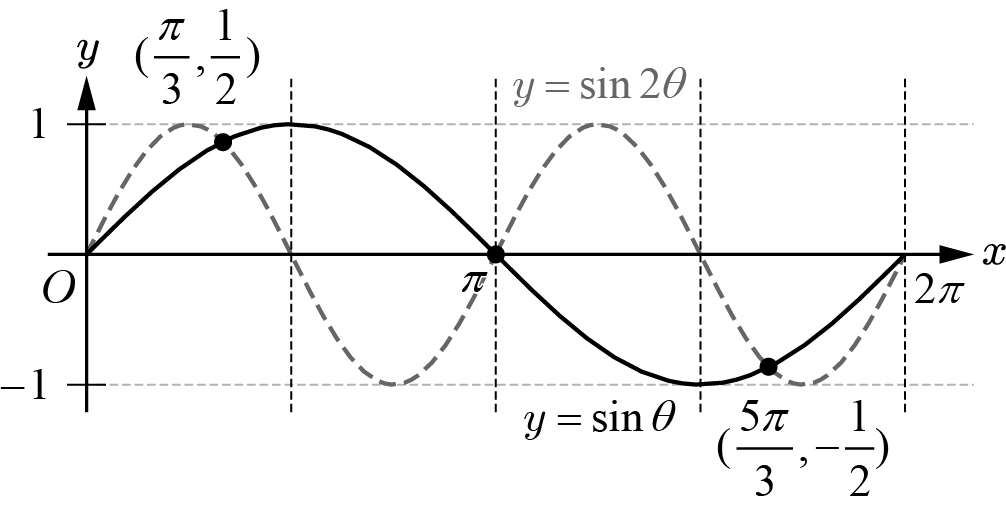 (π/3, 1/2)
y
y = sin 2θ
1
x
O
π
2π
−1
y = sin θ
(5π/3, −1/2)